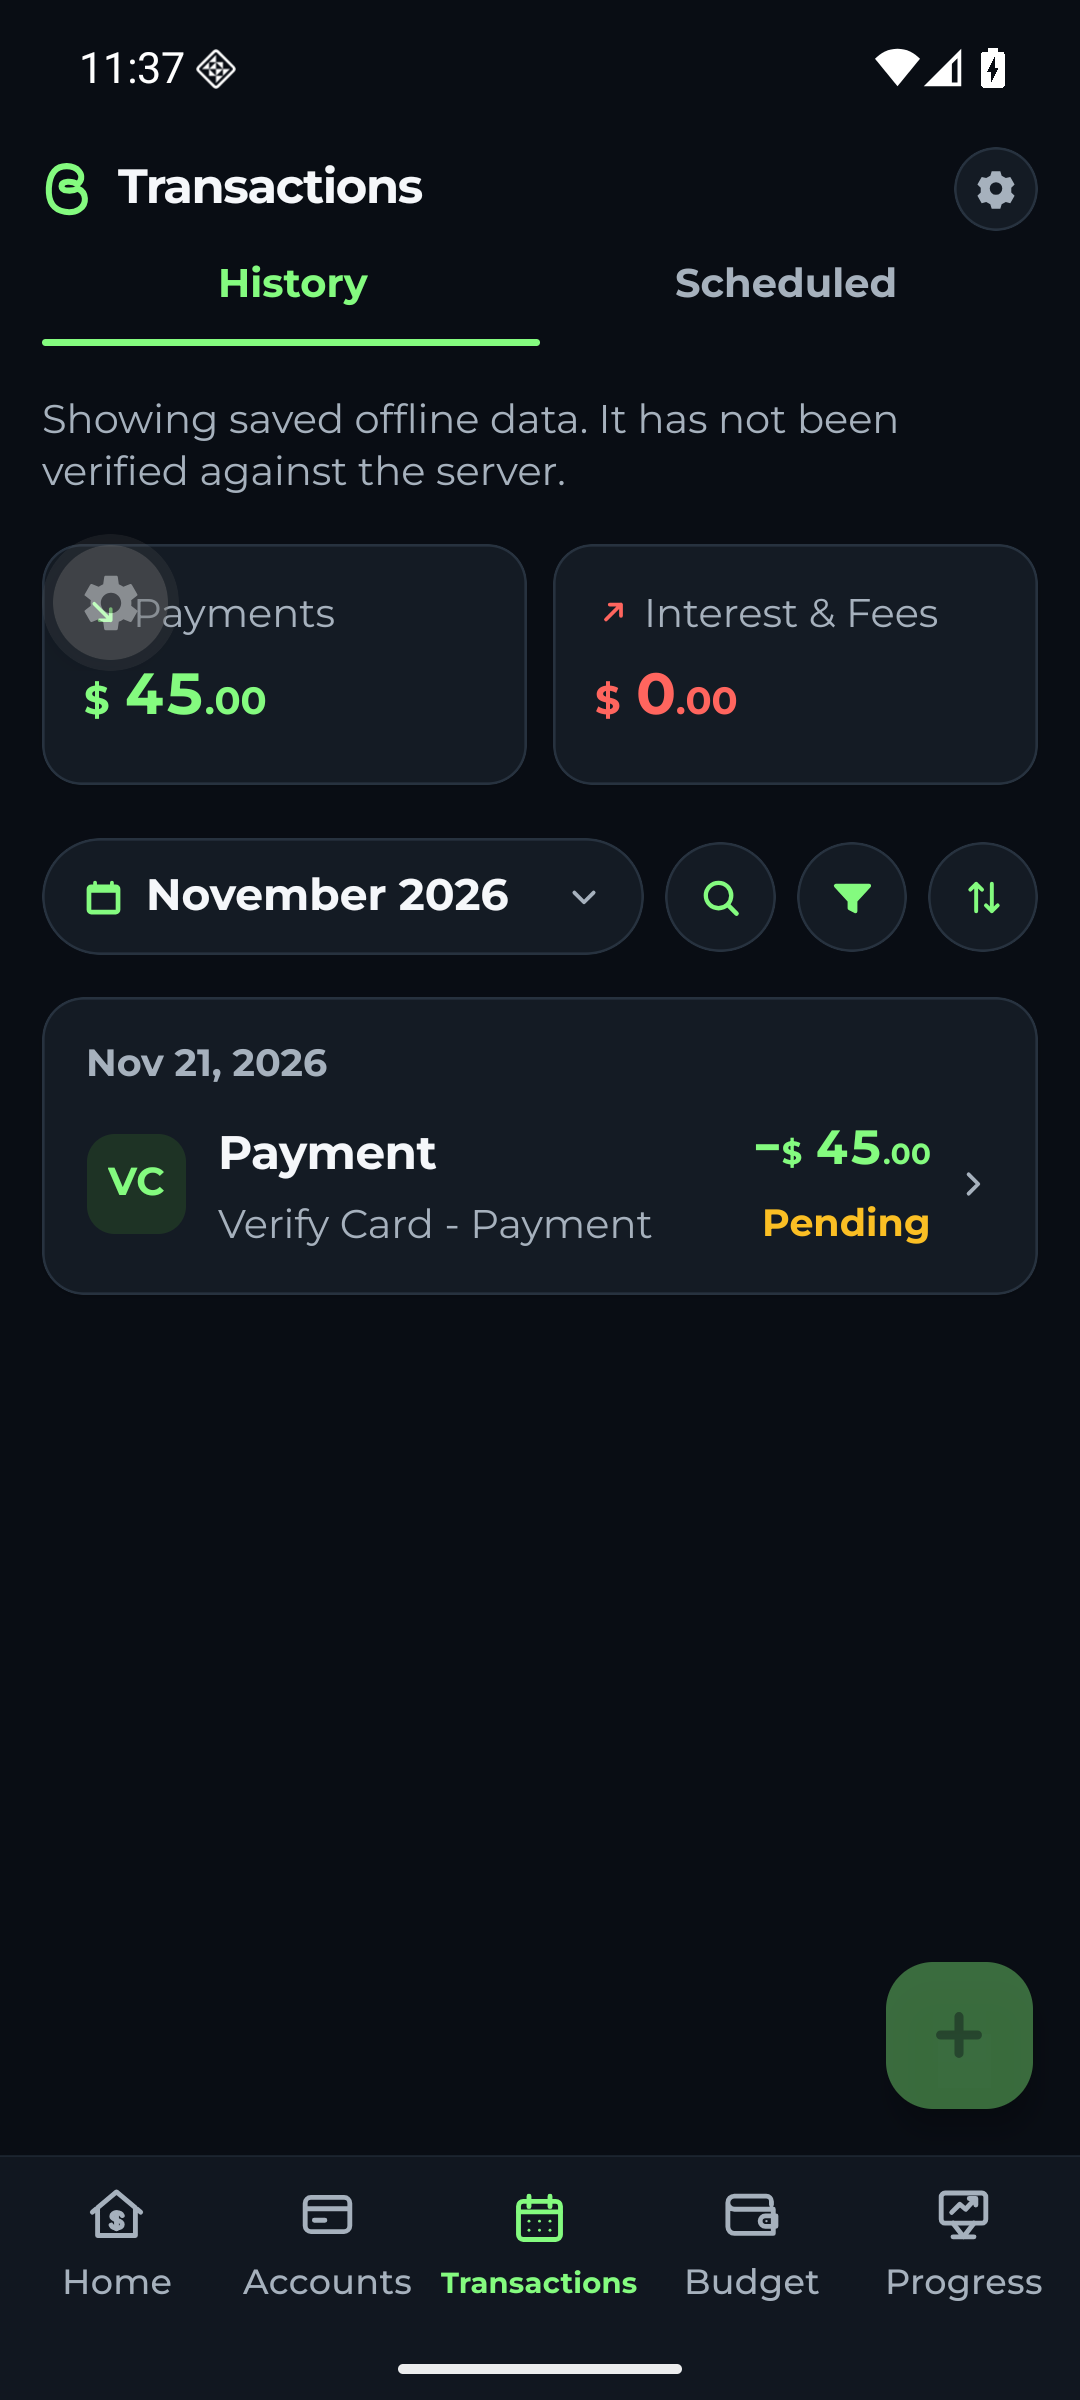 11:37
Transactions
History
Scheduled
Showing saved offline data. It has not been
verified against the server.
Payments
$ 45.00
Interest & Fees
$ 0.00
November 2026
Nov 21, 2026
VC
Payment
−$ 45.00
Verify Card - Payment
Pending
Home
Accounts
Transactions
Budget
Progress